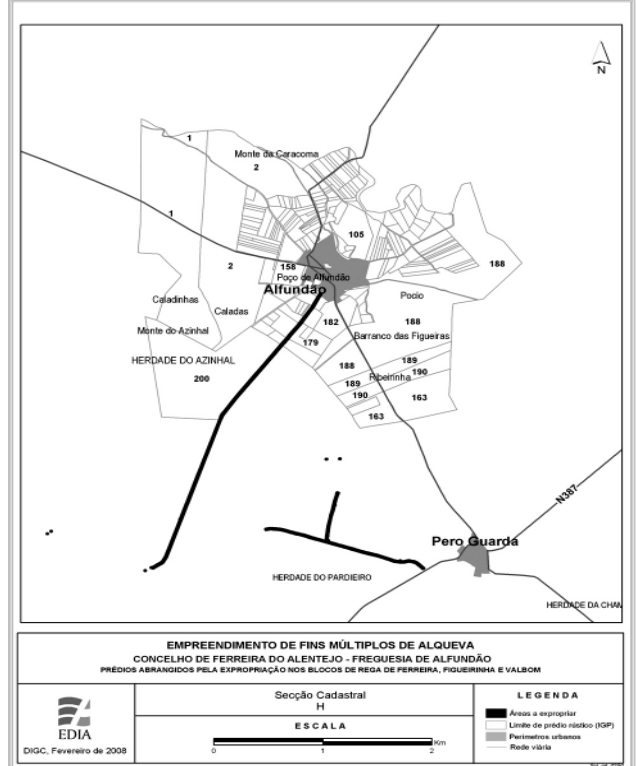 N
1
Monte da Caracoma
2
1
105
2
158
188
Poço de Alfundão
Alfundão
Pocio
Caladinhas
Caladas
182
188
Monte do Azinhal
Barranco das Figueiras
179
HERDADE DO AZINHAL
188
189
190
Ribeirinha
200
189
190
163
163
N387
Pero Guarda
HERDADE DO PARDIEIRO
HERDADE DA CHAM
EMPREENDIMENTO DE FINS MÚLTIPLOS DE ALQUEVA
CONCELHO DE FERREIRA DO ALENTEJO - FREGUESIA DE ALFUNDÃO
PRÉDIOS ABRANGIDOS PELA EXPROPRIAÇÃO NOS BLOCOS DE REGA DE FERREIRA, FIGUEIRINHA E VALBOM
EDIA
DIGC, Fevereiro de 2008
Secção Cadastral
H
ESCALA
Km
0 1 2
LEGENDA
Áreas a expropriar
Limite de prédio rústico (IGP)
Perímetros urbanos
Rede viária